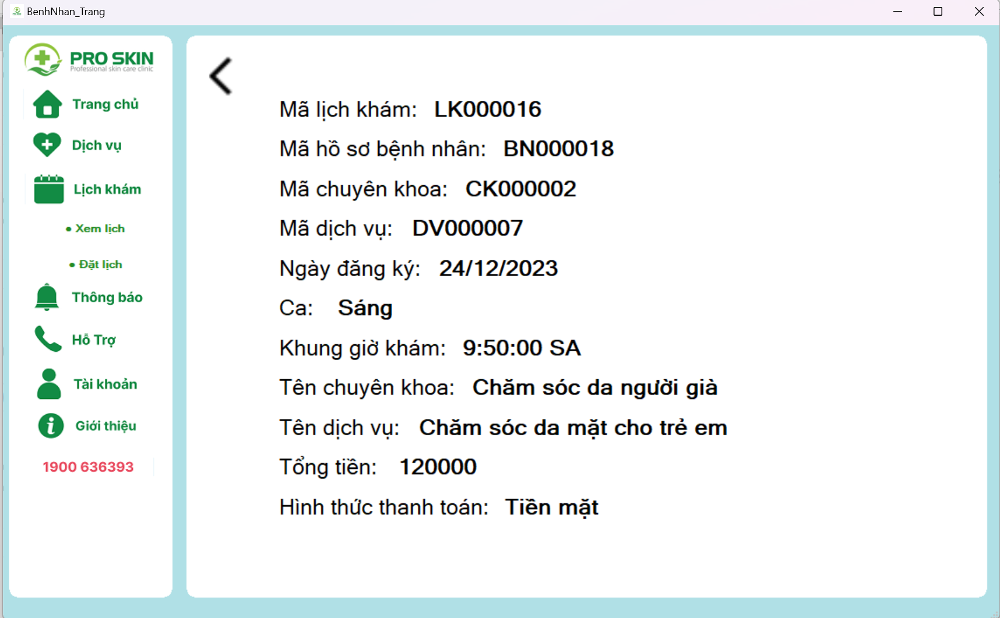 BenhNhan_Trang
PRO SKIN
Professional skin care clinic
Trang chủ
Dịch vụ
Lịch khám
• Xem lịch
• Đặt lịch
Thông báo
Hỗ Trợ
Tài khoản
Giới thiệu
1900 636393
Mã lịch khám: LK000016
Mã hồ sơ bệnh nhân: BN000018
Mã chuyên khoa: CK000002
Mã dịch vụ: DV000007
Ngày đăng ký: 24/12/2023
Ca: Sáng
Khung giờ khám: 9:50:00 SA
Tên chuyên khoa: Chăm sóc da người già
Tên dịch vụ: Chăm sóc da mặt cho trẻ em
Tổng tiền: 120000
Hình thức thanh toán: Tiền mặt